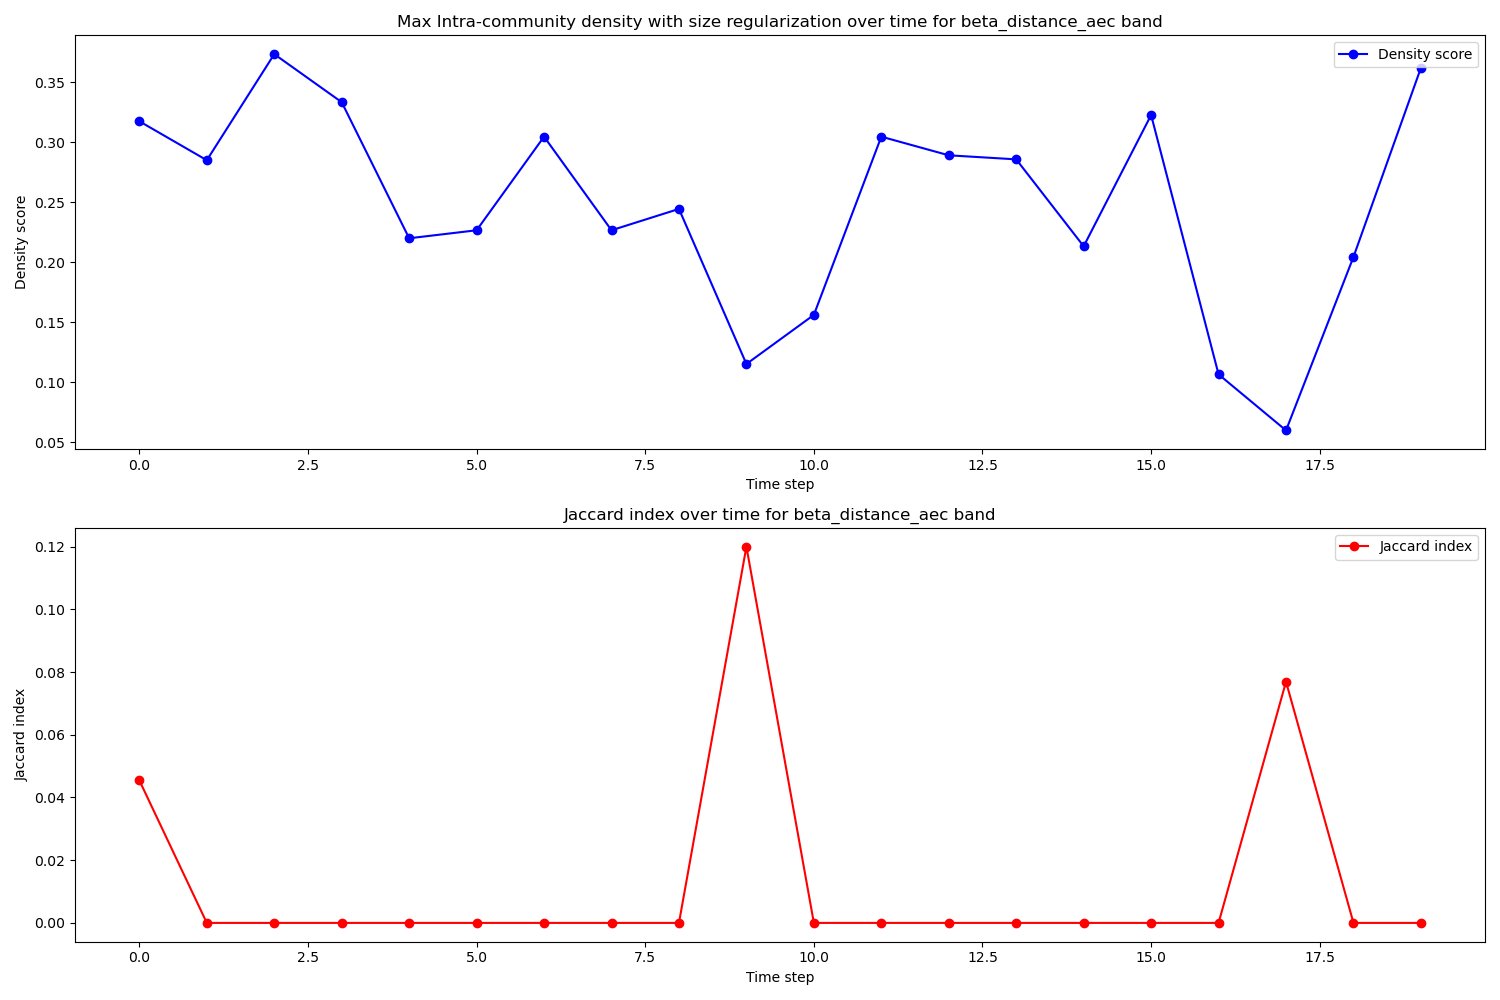 Max Intra-community density with size regularization over time for beta_distance_aec band
Density score
0.35
0.30
0.25
0.20
0.15
0.10
0.05
Density score
0.0 2.5 5.0 7.5 10.0 12.5 15.0 17.5
Time step
Jaccard index over time for beta_distance_aec band
Jaccard index
0.12
0.10
0.08
0.06
0.04
0.02
0.00
Jaccard index
0.0 2.5 5.0 7.5 10.0 12.5 15.0 17.5
Time step